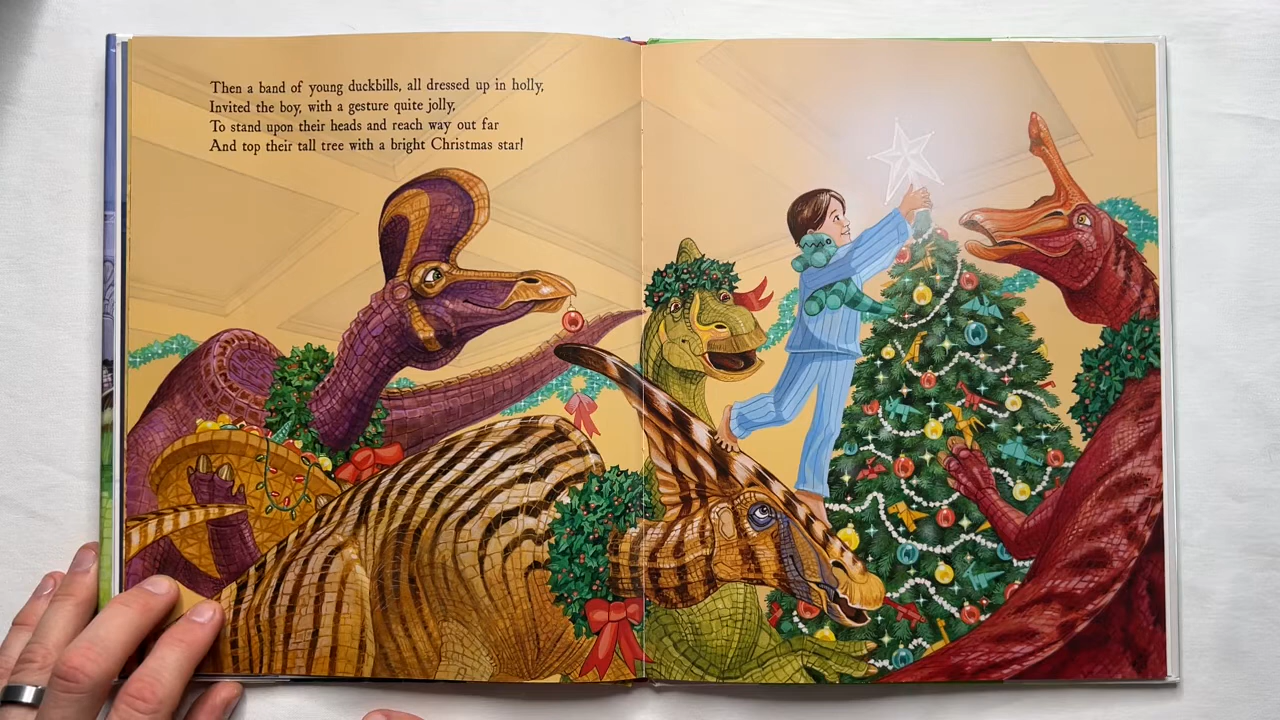 Then a band of young duckbills, all dressed up in holly,
Invited the boy, with a gesture quite jolly,
To stand upon their heads and reach way out far
And top their tall tree with a bright Christmas star!